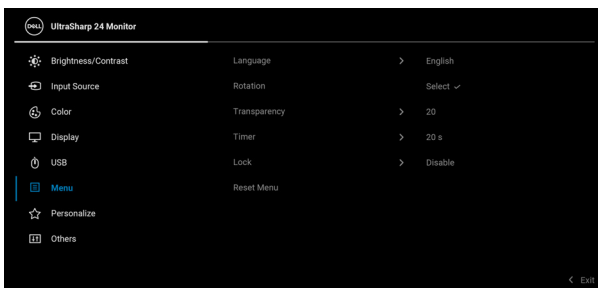 DELL UltraSharp 24 Monitor
Brightness/Contrast Language > English
Input Source Rotation Select ✓
Color Transparency > 20
Display Timer > 20 s
USB Lock > Disable
Menu Reset Menu
Personalize
Others
< Exit